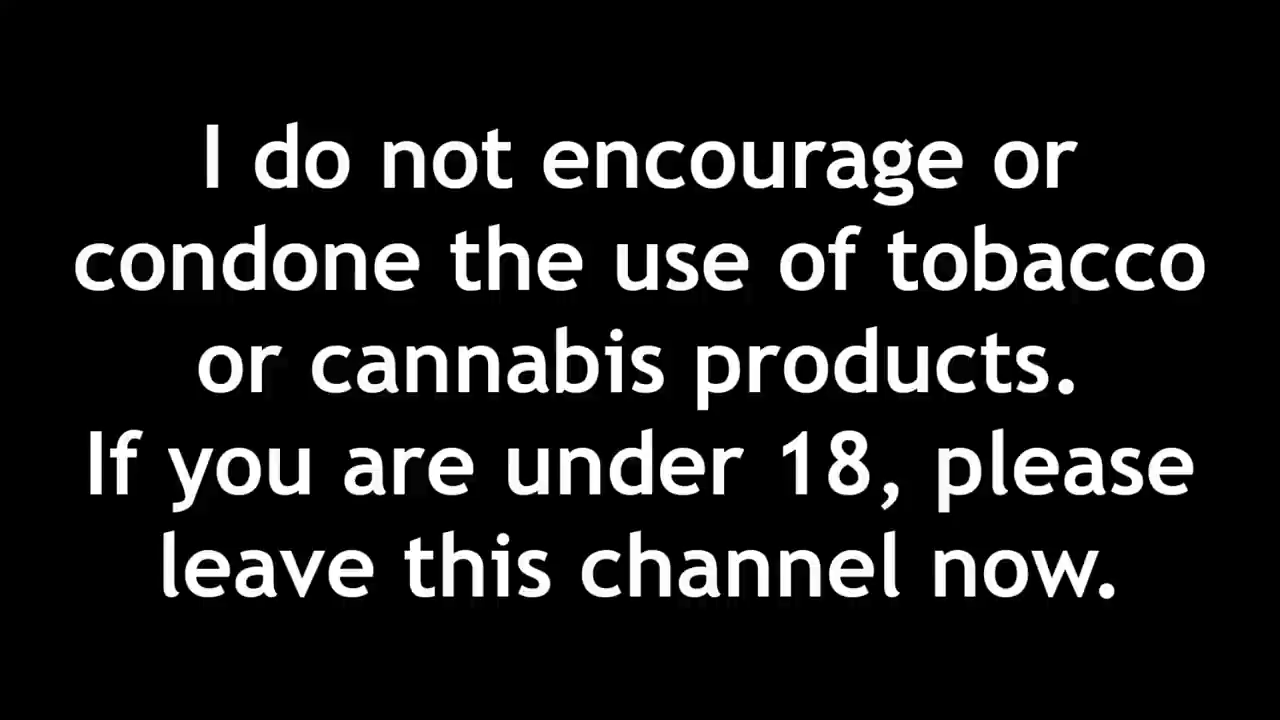 I do not encourage or
condone the use of tobacco
or cannabis products.
If you are under 18, please
leave this channel now.